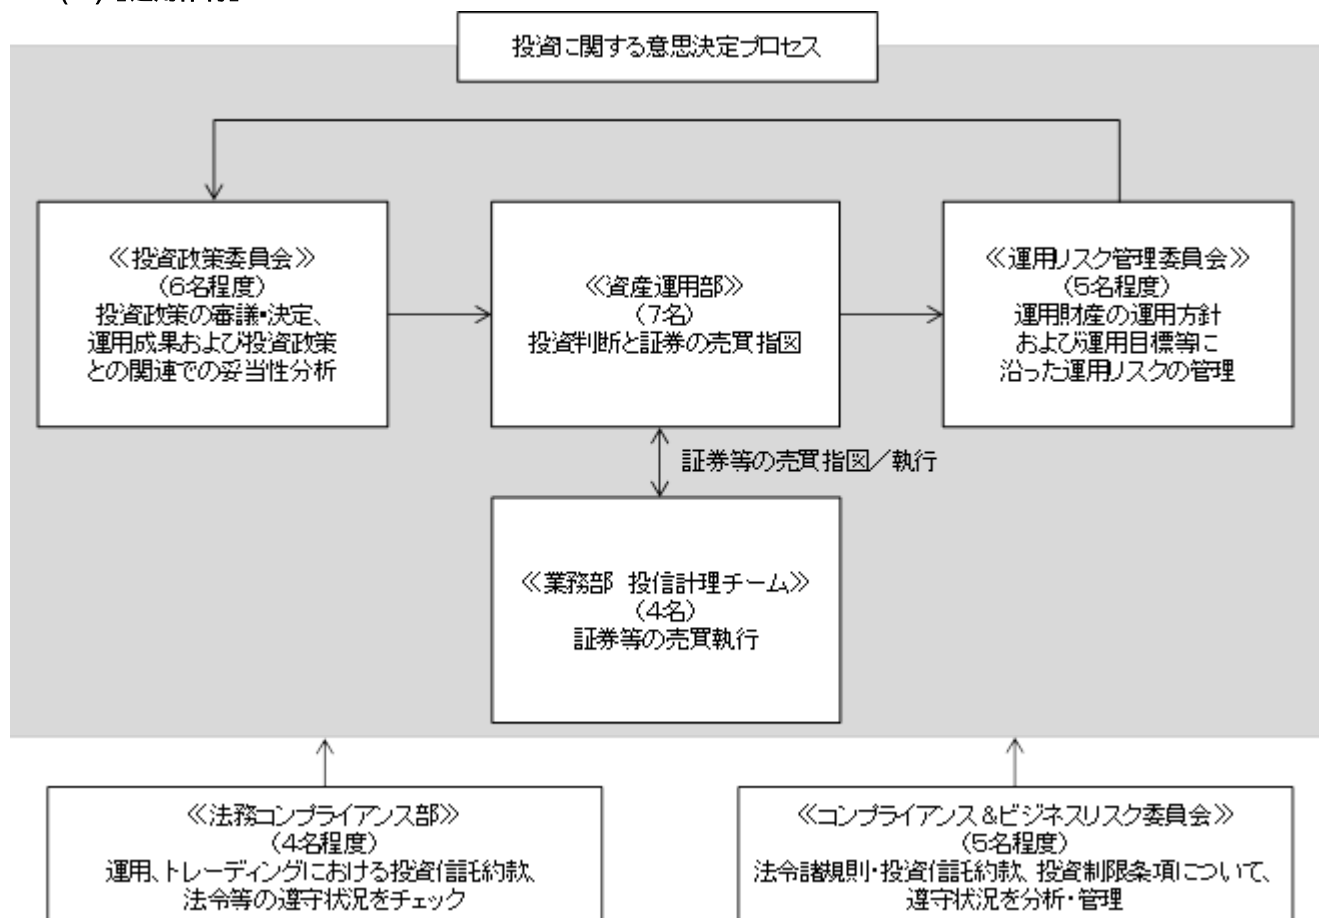 投資に関する意思決定プロセス
≪投資政策委員会≫
(6名程度)
投資政策の審議・決定、
運用成果および投資政策
との関連での妥当性分析
≪資産運用部≫
(7名)
投資判断と証券の売買指図
≪運用リスク管理委員会≫
(5名程度)
運用財産の運用方針
および運用目標等に
沿った運用リスクの管理
証券等の売買指図／執行
≪業務部 投信計理チーム≫
(4名)
証券等の売買執行
≪法務コンプライアンス部≫
(4名程度)
運用、トレーディングにおける投資信託約款、
法令等の遵守状況をチェック
≪コンプライアンス&ビジネスリスク委員会≫
(5名程度)
法令諸規則・投資信託約款、投資制限条項について、
遵守状況を分析・管理